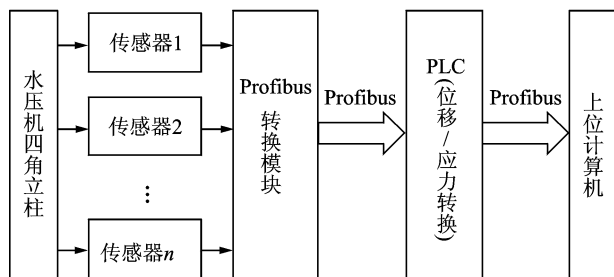 水压机四角立柱
传感器1
传感器2
⋮
传感器n
Profibus
转换模块
Profibus
PLC
(位移/应力转换)
Profibus
上位计算机